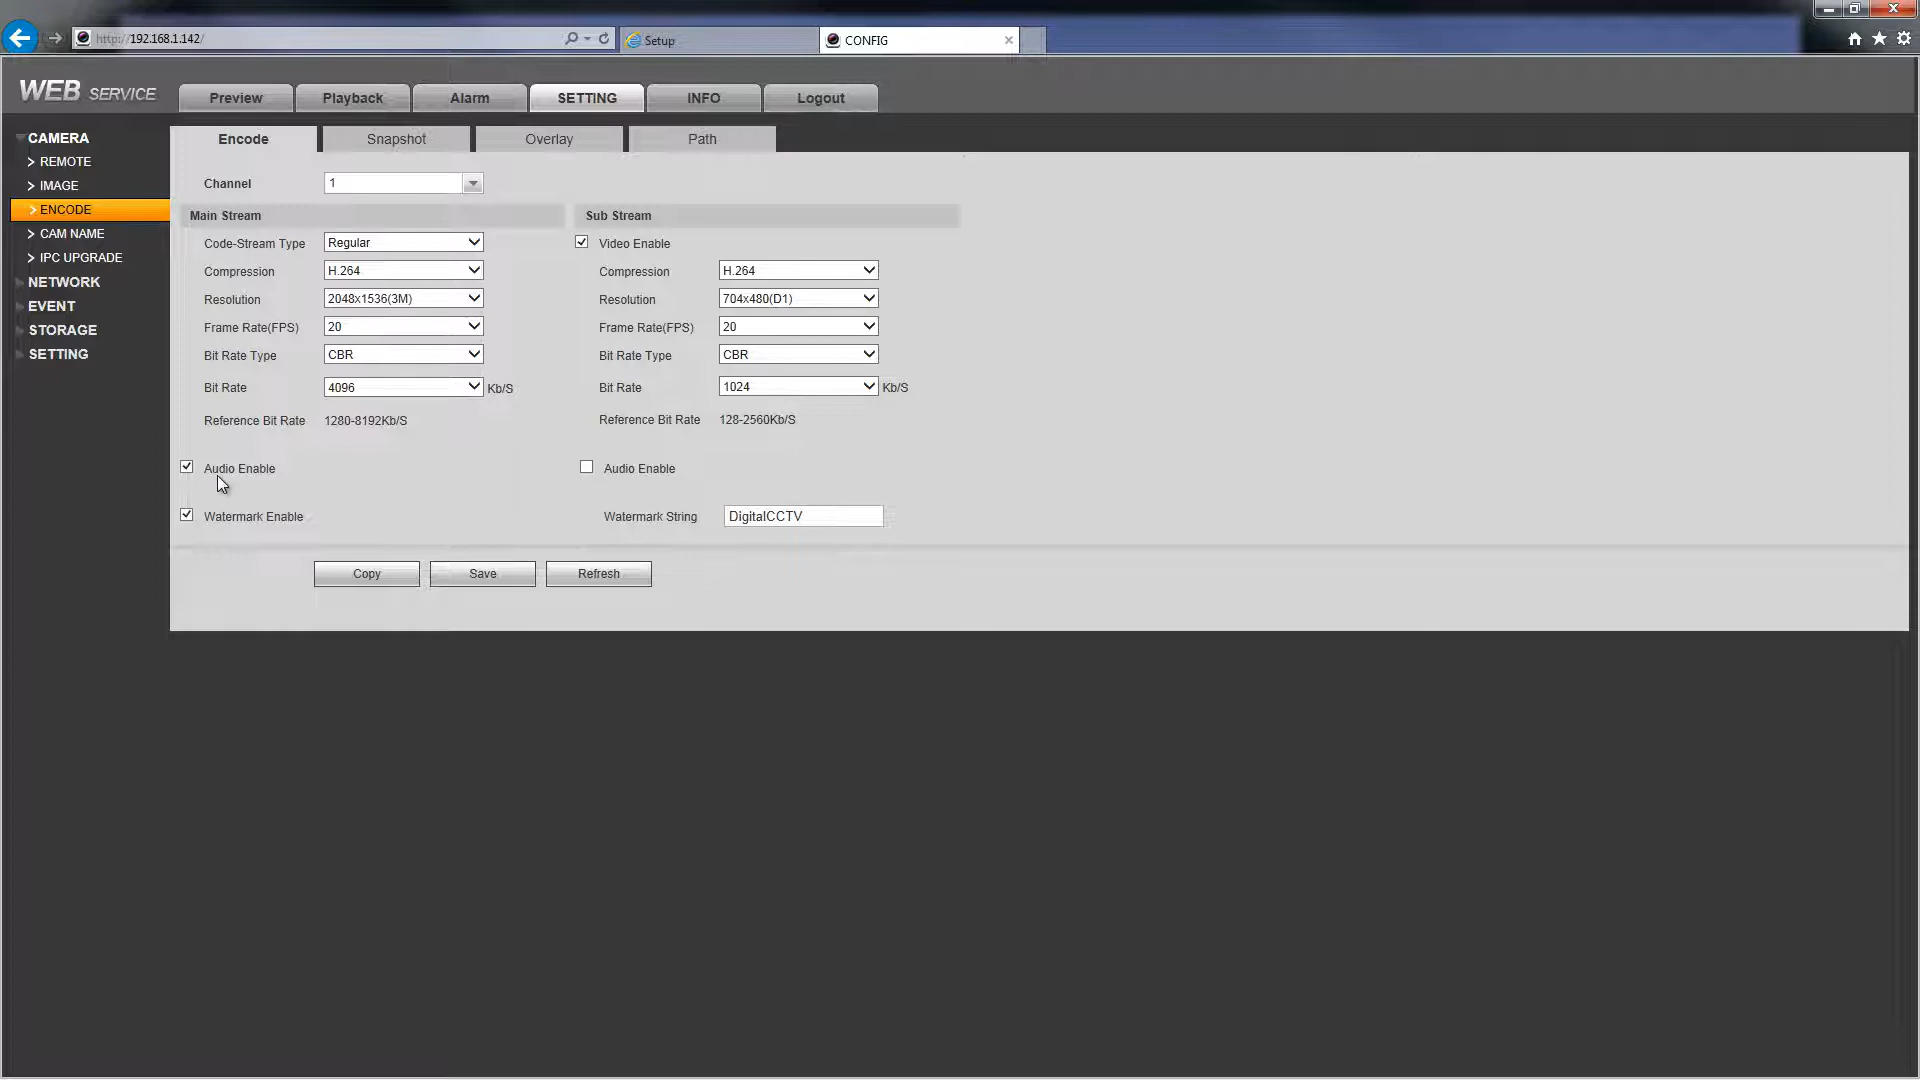 http://192.168.1.142/
Setup
CONFIG
WEB SERVICE
Preview
Playback
Alarm
SETTING
INFO
Logout
CAMERA
> REMOTE
> IMAGE
> ENCODE
> CAM NAME
> IPC UPGRADE
NETWORK
EVENT
STORAGE
SETTING
Encode
Snapshot
Overlay
Path
Channel 1
Main Stream
Code-Stream Type Regular
Compression H.264
Resolution 2048x1536(3M)
Frame Rate(FPS) 20
Bit Rate Type CBR
Bit Rate 4096 Kb/S
Reference Bit Rate 1280-8192Kb/S
Audio Enable
Watermark Enable
Sub Stream
Video Enable
Compression H.264
Resolution 704x480(D1)
Frame Rate(FPS) 20
Bit Rate Type CBR
Bit Rate 1024 Kb/S
Reference Bit Rate 128-2560Kb/S
Audio Enable
Watermark String DigitalCCTV
Copy
Save
Refresh